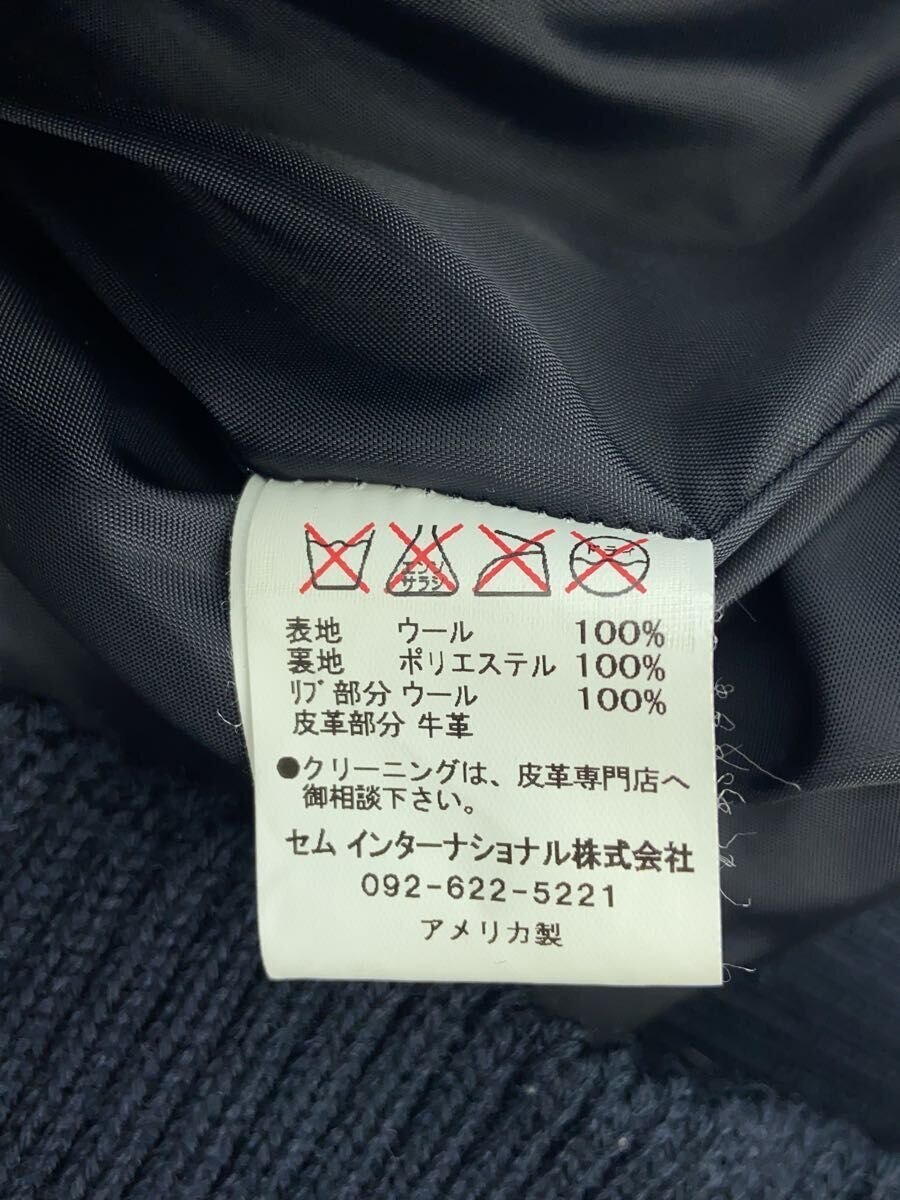 エンソ
サラシ
ドライ
表地 ウール 100%
裏地 ポリエステル 100%
ﾘﾌﾞ部分 ウール 100%
皮革部分 牛革
●クリーニングは、皮革専門店へ
御相談下さい。
セム インターナショナル株式会社
092-622-5221
アメリカ製